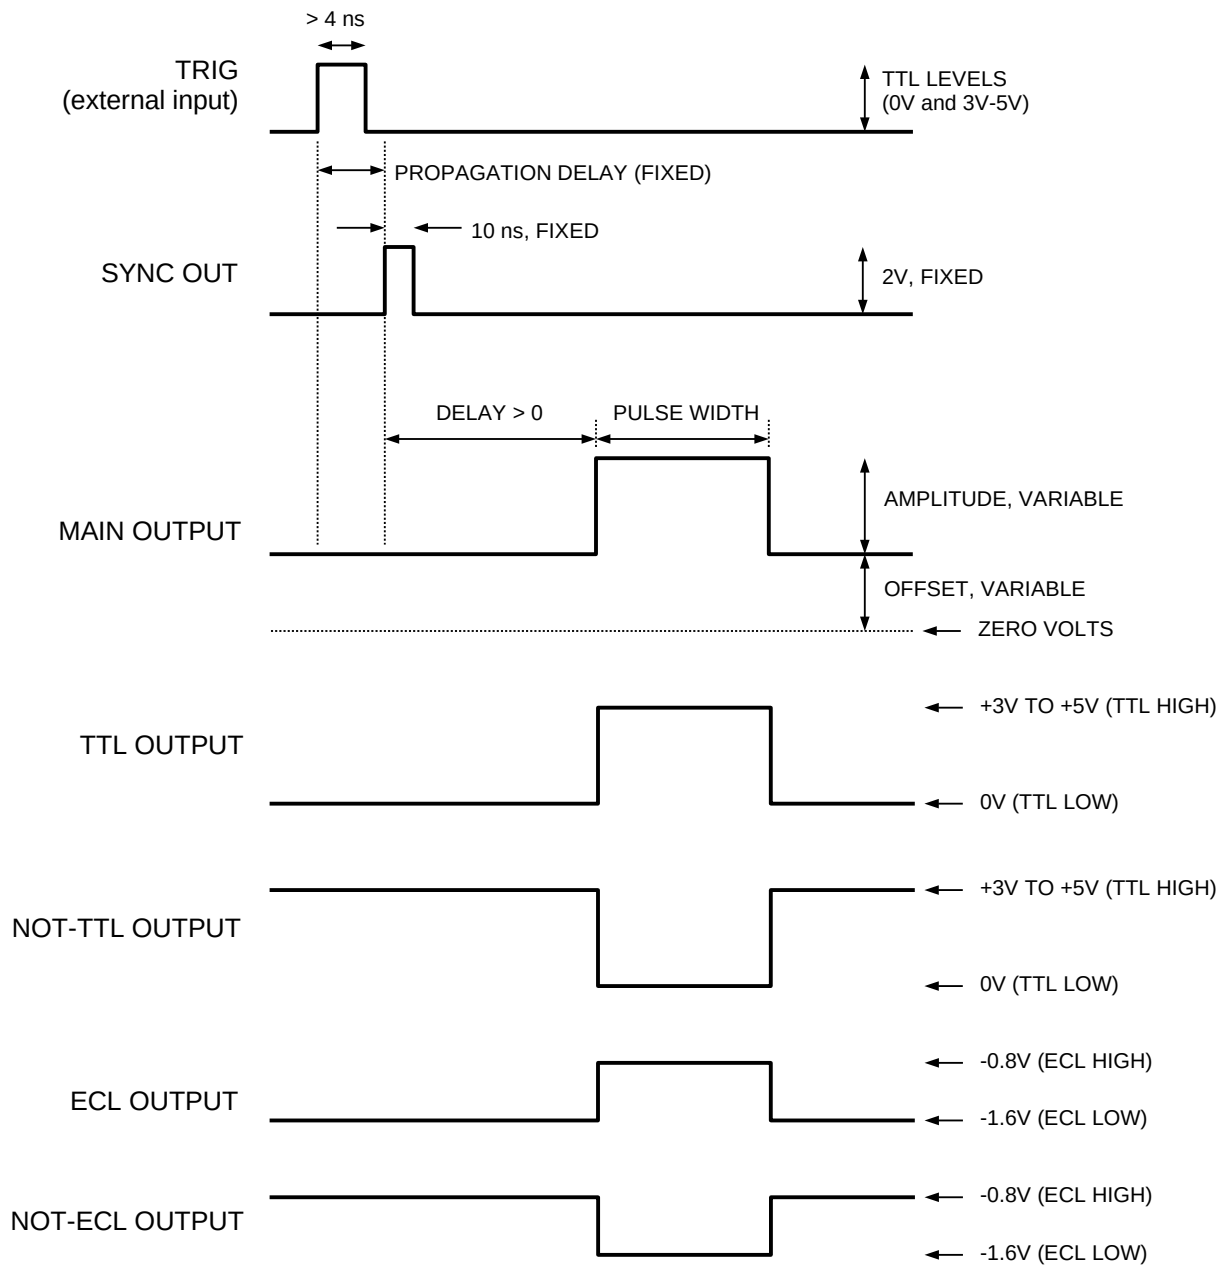 > 4 ns
TRIG
(external input)
TTL LEVELS
(0V and 3V-5V)
PROPAGATION DELAY (FIXED)
10 ns, FIXED
SYNC OUT
2V, FIXED
DELAY > 0
PULSE WIDTH
MAIN OUTPUT
AMPLITUDE, VARIABLE
OFFSET, VARIABLE
ZERO VOLTS
TTL OUTPUT
+3V TO +5V (TTL HIGH)
0V (TTL LOW)
NOT-TTL OUTPUT
+3V TO +5V (TTL HIGH)
0V (TTL LOW)
ECL OUTPUT
-0.8V (ECL HIGH)
-1.6V (ECL LOW)
NOT-ECL OUTPUT
-0.8V (ECL HIGH)
-1.6V (ECL LOW)